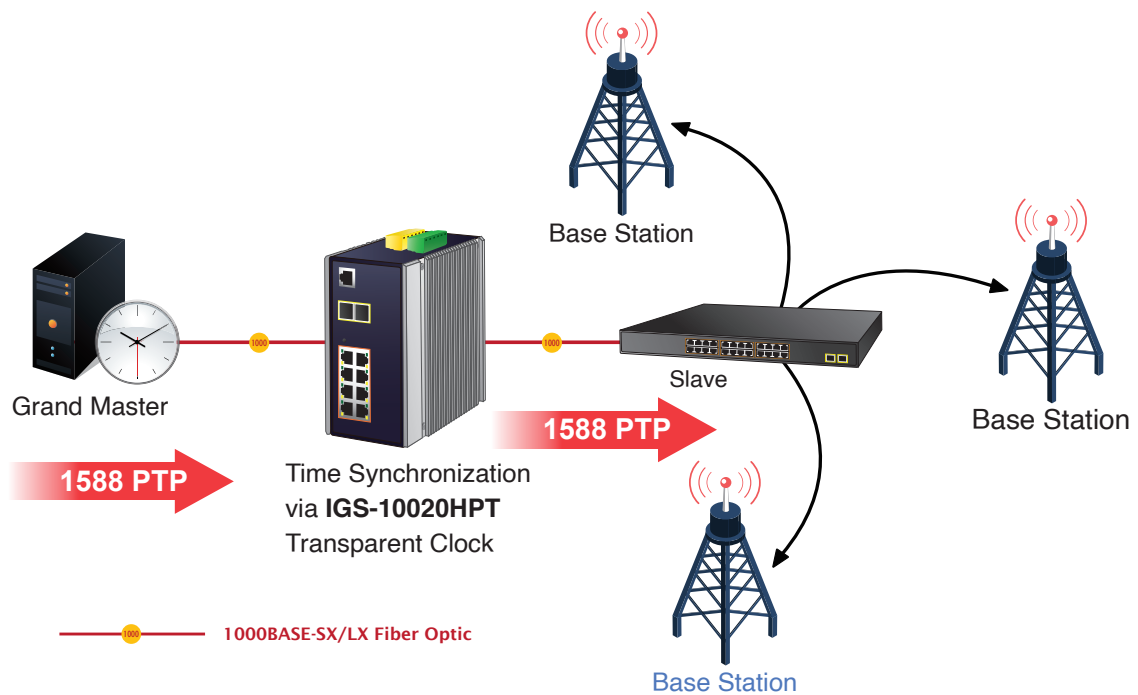 Base Station
Base Station
1000
1000
Slave
Grand Master
1588 PTP
1588 PTP
Time Synchronization
via IGS-10020HPT
Transparent Clock
1000
1000BASE-SX/LX Fiber Optic
Base Station